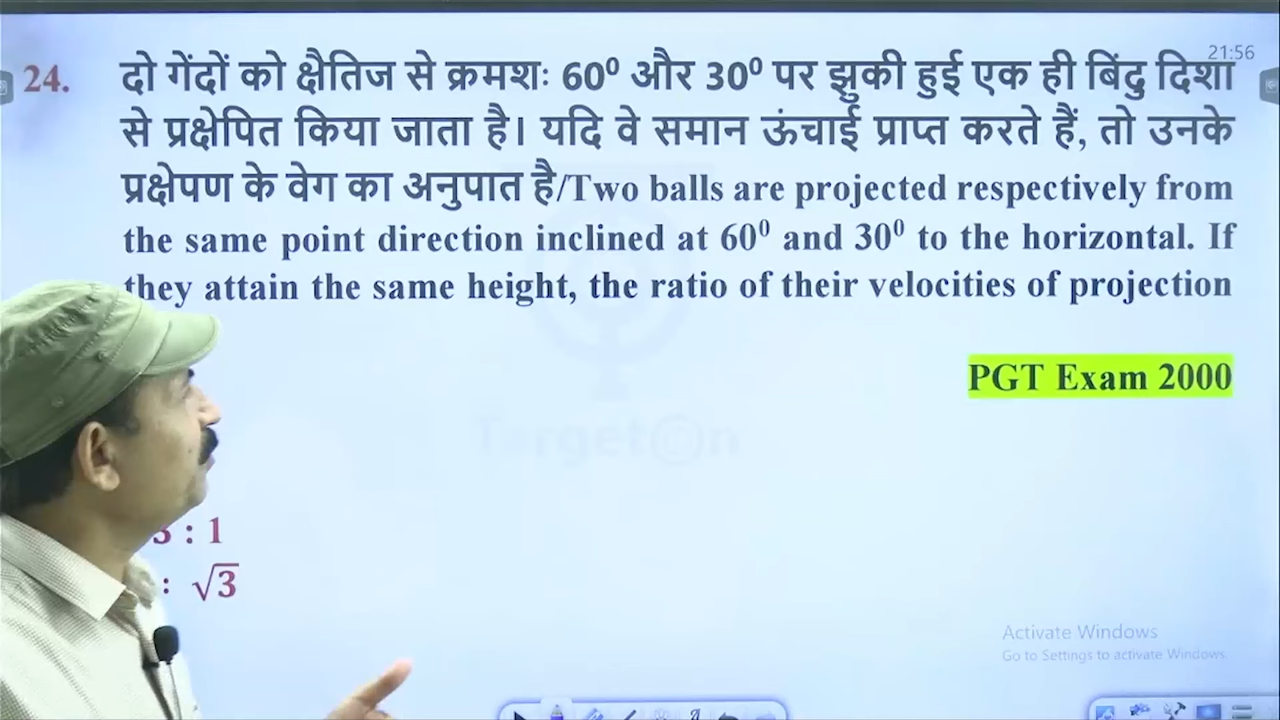 21:56
24. दो गेंदों को क्षैतिज से क्रमशः 60⁰ और 30⁰ पर झुकी हुई एक ही बिंदु दिशा
से प्रक्षेपित किया जाता है। यदि वे समान ऊंचाई प्राप्त करते हैं, तो उनके
प्रक्षेपण के वेग का अनुपात है/Two balls are projected respectively from
the same point direction inclined at 60⁰ and 30⁰ to the horizontal. If
they attain the same height, the ratio of their velocities of projection
PGT Exam 2000
TargetOn
3 : 1
: √3
Activate Windows
Go to Settings to activate Windows.